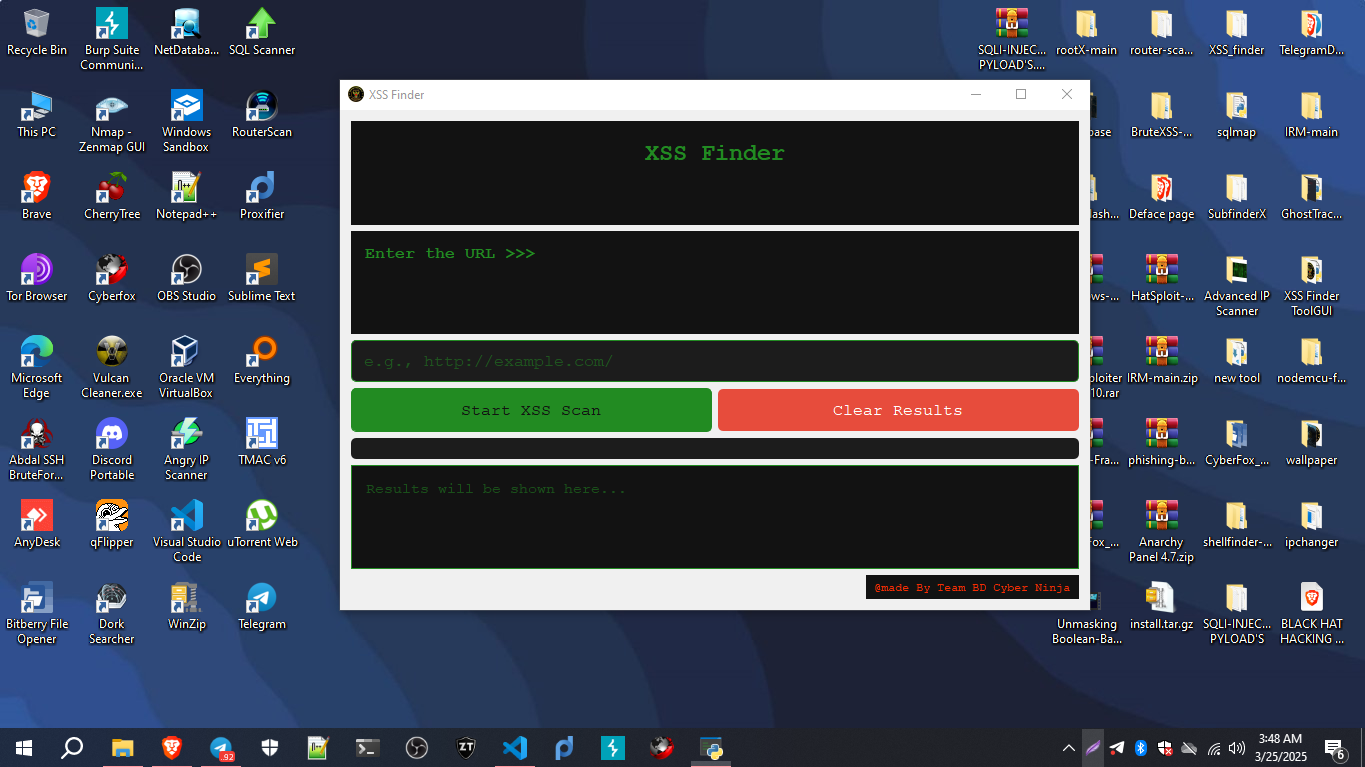 Recycle Bin
Burp Suite
Communi...
NetDataba...
SQL Scanner
This PC
Nmap -
Zenmap GUI
Windows
Sandbox
RouterScan
Brave
CherryTree
Notepad++
Proxifier
Tor Browser
Cyberfox
OBS Studio
Sublime Text
Microsoft
Edge
Vulcan
Cleaner.exe
Oracle VM
VirtualBox
Everything
Abdal SSH
BruteFor...
Discord
Portable
Angry IP
Scanner
TMAC v6
AnyDesk
qFlipper
Visual Studio
Code
uTorrent Web
Bitberry File
Opener
Dork
Searcher
WinZip
Telegram
XSS Finder
XSS Finder
Enter the URL >>>
e.g., http://example.com/
Start XSS Scan
Clear Results
Results will be shown here...
@made By Team BD Cyber Ninja
SQLI-INJEC...
PYLOAD'S....
rootX-main
router-sca...
XSS_finder
TelegramD...
base
BruteXSS-...
sqlmap
IRM-main
lash...
Deface page
SubfinderX
GhostTrac...
ws-...
HatSploit-...
Advanced IP
Scanner
XSS Finder
ToolGUI
ploiter
10.rar
IRM-main.zip
new tool
nodemcu-f...
-Fra...
phishing-b...
CyberFox_...
wallpaper
Fox_...
Anarchy
Panel 4.7.zip
shellfinder-...
ipchanger
Unmasking
Boolean-Ba...
install.tar.gz
SQLI-INJEC...
PYLOAD'S
BLACK HAT
HACKING ...
92
ZT
3:48 AM
3/25/2025
6